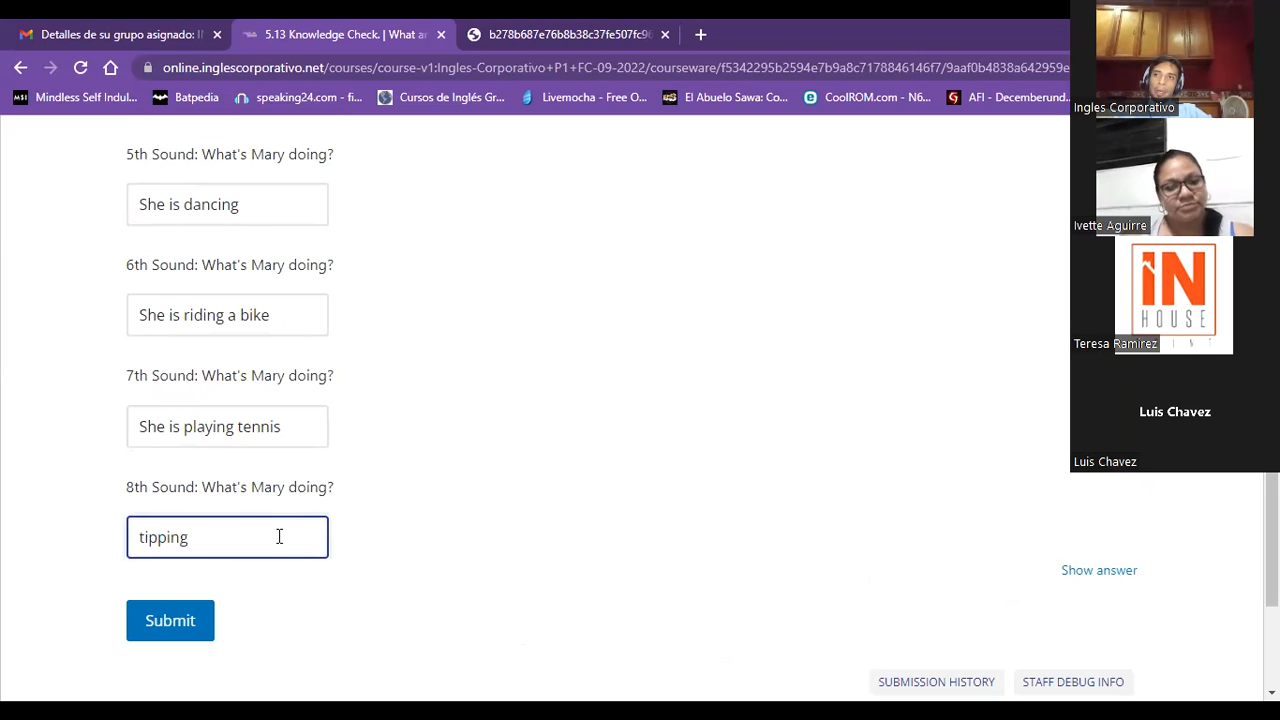 Detalles de su grupo asignado: II
5.13 Knowledge Check. | What ar
b278b687e76b8b38c37fe507fc96
online.inglescorporativo.net/courses/course-v1:Ingles-Corporativo+P1+FC-09-2022/courseware/f5342295b2594e7b9a8c7178846146f7/9aaf0b4838a642959e
Mindless Self Indul...
Batpedia
speaking24.com - fi...
Cursos de Inglés Gr...
Livemocha - Free O...
El Abu
awa: Co...
CoolROM.com - N6...
AFI - Decemberund...
5th Sound: What's Mary doing?
She is dancing
6th Sound: What's Mary doing?
She is riding a bike
7th Sound: What's Mary doing?
She is playing tennis
8th Sound: What's Mary doing?
tipping
Show answer
Submit
SUBMISSION HISTORY
STAFF DEBUG INFO
Ingles Corporativo
Ivette Aguirre
iN
HOUSE
Teresa Ramirez
Luis Chavez
Luis Chavez